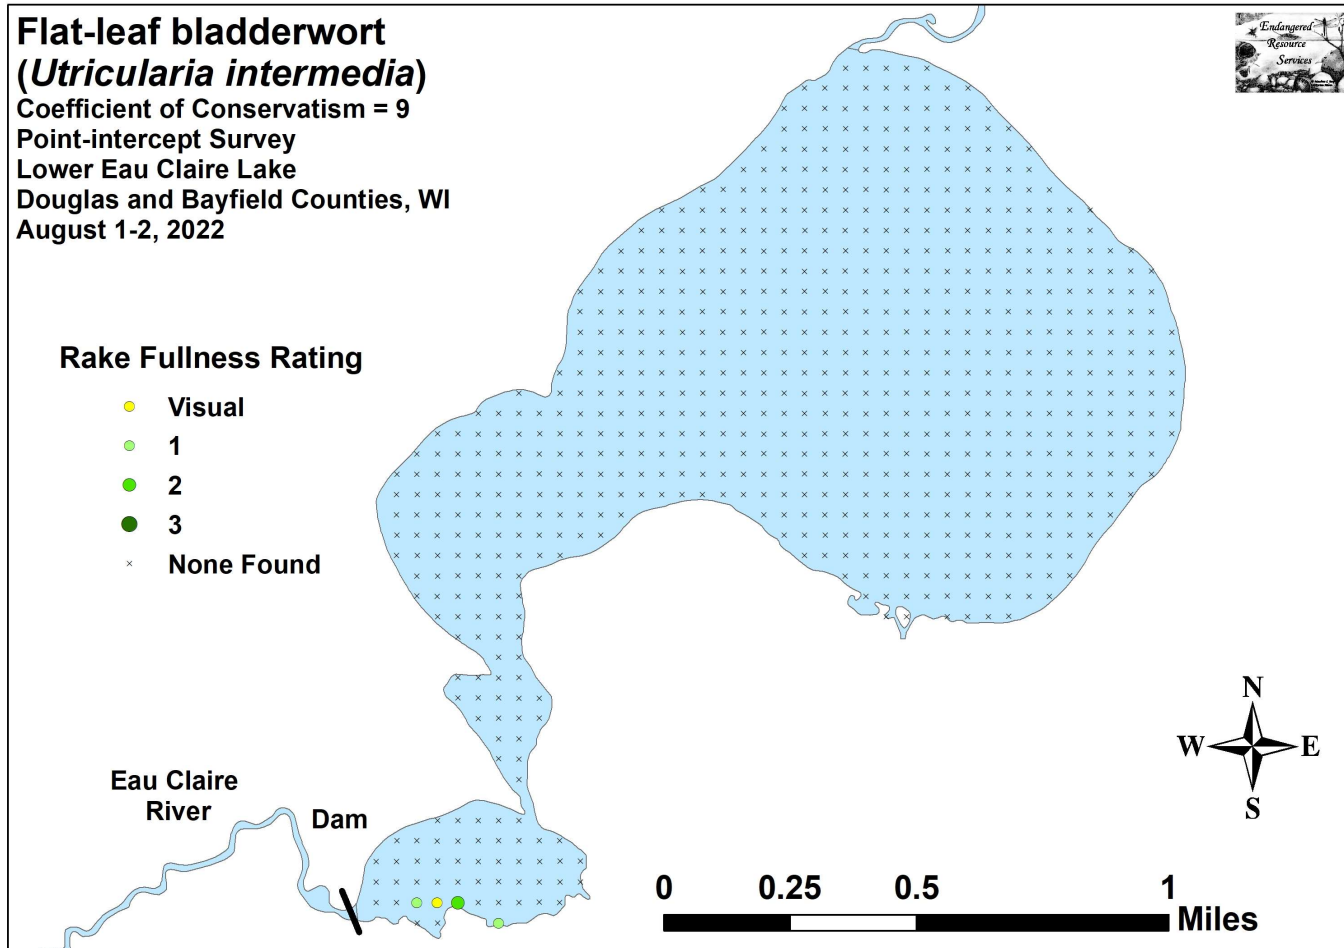 Flat-leaf bladderwort
(Utricularia intermedia)
Coefficient of Conservatism = 9
Point-intercept Survey
Lower Eau Claire Lake
Douglas and Bayfield Counties, WI
August 1-2, 2022
Endangered
Resource
Services
Rake Fullness Rating
Visual
1
2
3
None Found
N
W E
S
Eau Claire
River
Dam
0 0.25 0.5 1
Miles